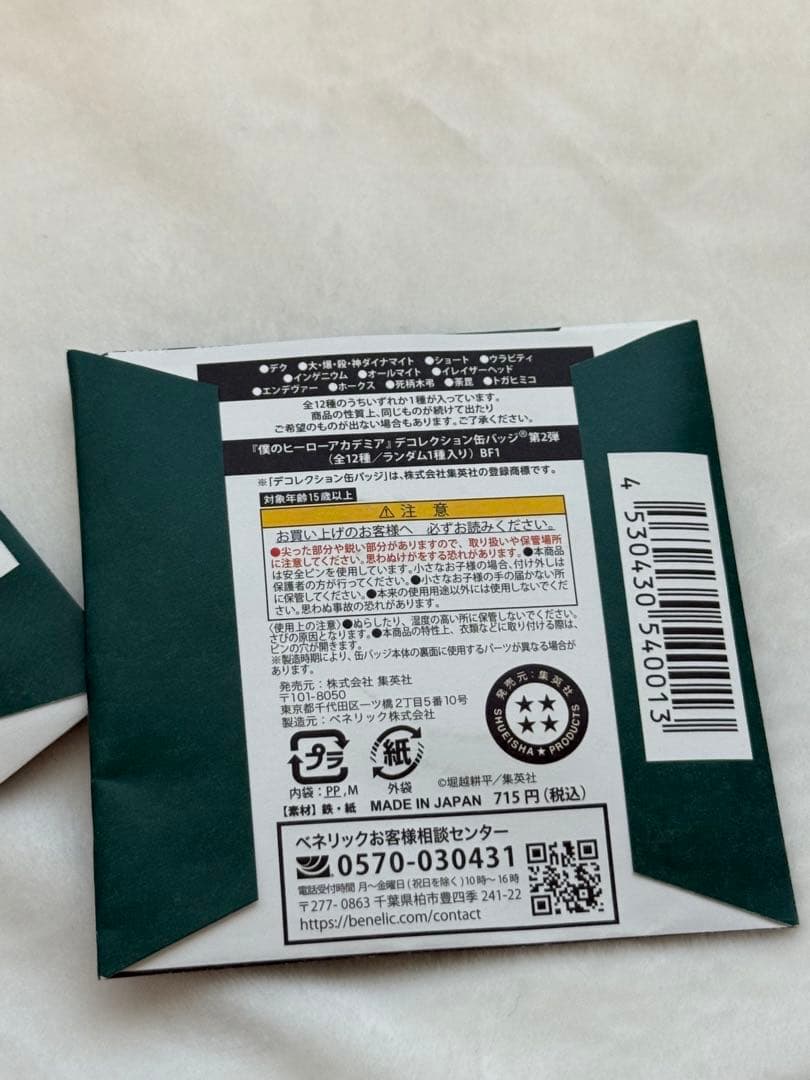 ●デク ●大・爆・殺・神ダイナマイト ●ショート ●ウラビティ
●インゲニウム ●オールマイト ●イレイザーヘッド
●エンデヴァー ●ホークス ●死柄木弔 ●荼毘 ●トガヒミコ
全12種のうちいずれか1種が入っています。
商品の性質上、同じものが続けて出たり
ご希望のものが出ない場合もあります。ご了承ください。
『僕のヒーローアカデミア』デコレクション缶バッジ®第2弾
(全12種／ランダム1種入り) BF1
※「デコレクション缶バッジ」は、株式会社集英社の登録商標です。
対象年齢15歳以上
⚠注 意
お買い上げのお客様へ 必ずお読みください。
●尖った部分や鋭い部分がありますので、取り扱いや保管場所
に注意してください。思わぬけがをする恐れがあります。●本商品
は安全ピンを使用しています。小さなお子様の場合、付け外しは
保護者の方が行ってください。●小さなお子様の手の届かない所
に保管してください。●本来の使用用途以外には使用しないでくだ
さい。思わぬ事故の恐れがあります。
〈使用上の注意〉●ぬらしたり、湿度の高い所に保管しないでください。
さびの原因となります。●本商品の特性上、衣類などに取り付ける際は、
ピンの穴が開きます。
※製造時期により、缶バッジ本体の裏面に使用するパーツが異なる場合が
あります。
発売元：株式会社 集英社
〒101-8050
東京都千代田区一ツ橋2丁目5番10号
製造元：ベネリック株式会社
発売元：集英社
SHUEISHA★PRODUCTS
プラ
紙
内袋：PP,M
外袋
©堀越耕平／集英社
【素材】鉄・紙 MADE IN JAPAN 715円(税込)
ベネリックお客様相談センター
0570-030431
電話受付時間 月〜金曜日(祝日を除く)10時〜16時
〒277-0863 千葉県柏市豊四季 241-22
https://benelic.com/contact
4 530430 540013